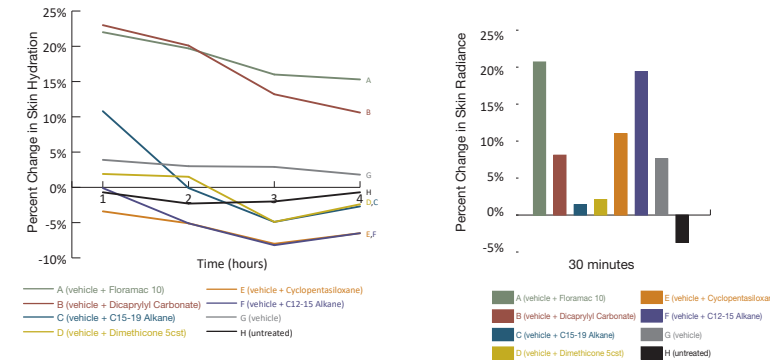 Percent Change in Skin Hydration
25%
20%
15%
10%
5%
0%
-5%
-10%
1
2
3
4
A
B
G
H
D,C
E,F
Time (hours)
A (vehicle + Floramac 10)
B (vehicle + Dicaprylyl Carbonate)
C (vehicle + C15-19 Alkane)
D (vehicle + Dimethicone 5cst)
E (vehicle + Cyclopentasiloxane)
F (vehicle + C12-15 Alkane)
G (vehicle)
H (untreated)
Percent Change in Skin Radiance
25%
20%
15%
10%
5%
0%
-5%
30 minutes
A (vehicle + Floramac 10)
B (vehicle + Dicaprylyl Carbonate)
C (vehicle + C15-19 Alkane)
D (vehicle + Dimethicone 5cst)
E (vehicle + Cyclopentasiloxan
F (vehicle + C12-15 Alkane)
G (vehicle)
H (untreated)